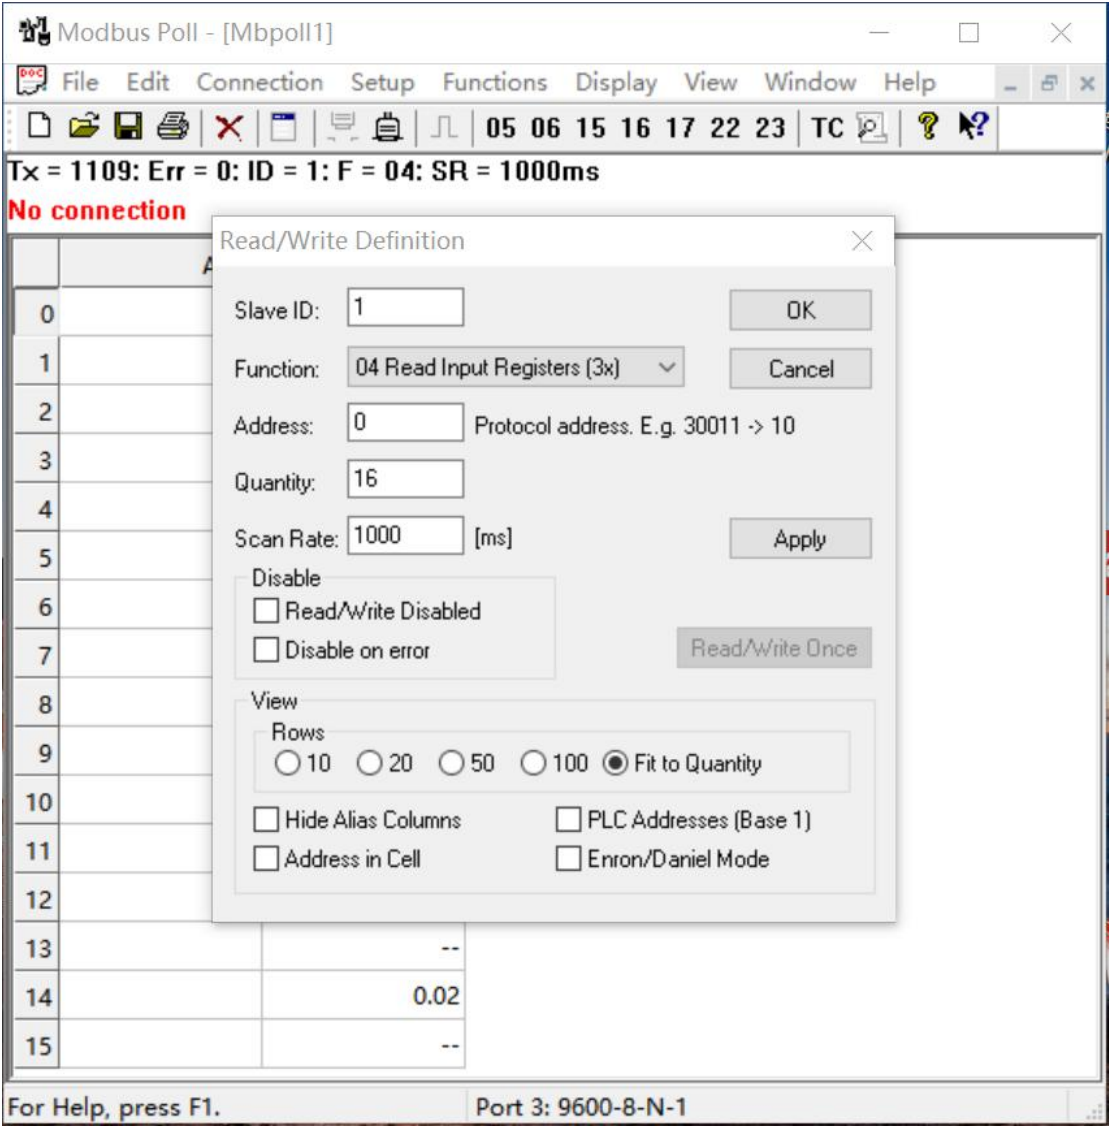 Modbus Poll - [Mbpoll1]
File Edit Connection Setup Functions Display View Window Help
05 06 15 16 17 22 23 TC
Tx = 1109: Err = 0: ID = 1: F = 04: SR = 1000ms
No connection
Read/Write Definition
Slave ID: 1 OK
Function: 04 Read Input Registers (3x) Cancel
Address: 0 Protocol address. E.g. 30011 -> 10
Quantity: 16
Scan Rate: 1000 [ms] Apply
Disable
Read/Write Disabled
Disable on error
Read/Write Once
View
Rows
10 20 50 100 Fit to Quantity
Hide Alias Columns PLC Addresses (Base 1)
Address in Cell Enron/Daniel Mode
0
1
2
3
4
5
6
7
8
9
10
11
12
13 --
14 0.02
15 --
For Help, press F1. Port 3: 9600-8-N-1